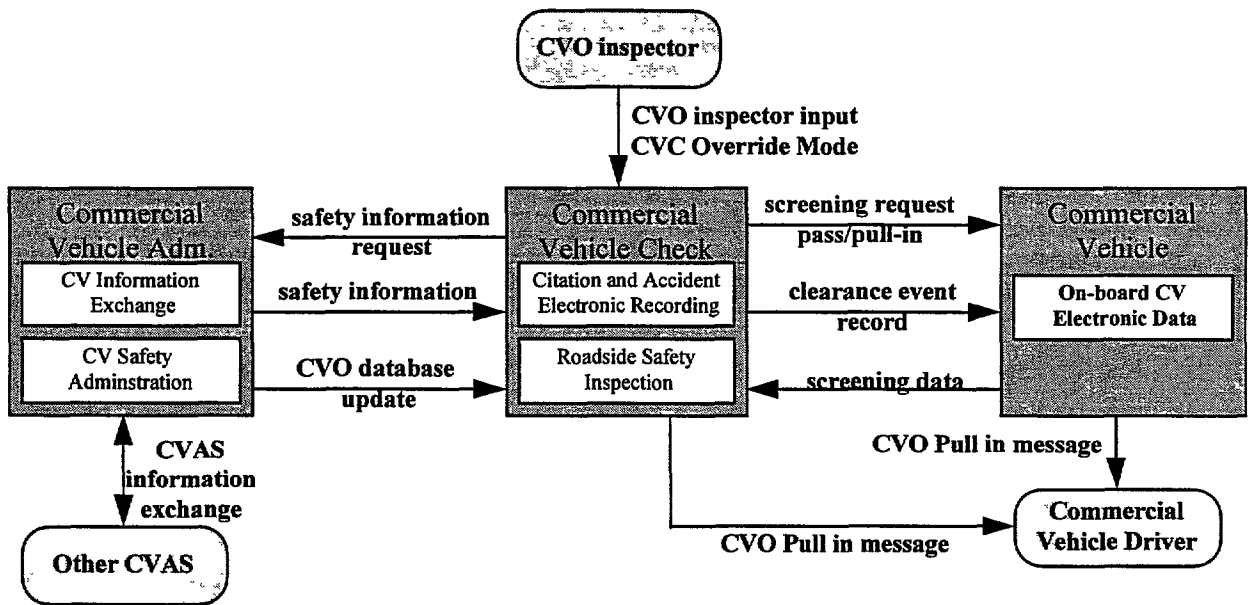 CVO inspector
CVO inspector input
CVC Override Mode
Commercial
Vehicle Adm.
CV Information
Exchange
CV Safety
Adminstration
safety information
request
safety information
CVO database
update
Commercial
Vehicle Check
Citation and Accident
Electronic Recording
Roadside Safety
Inspection
screening request
pass/pull-in
clearance event
record
screening data
Commercial
Vehicle
On-board CV
Electronic Data
CVAS
information
exchange
Other CVAS
CVO Pull in message
CVO Pull in message
Commercial
Vehicle Driver